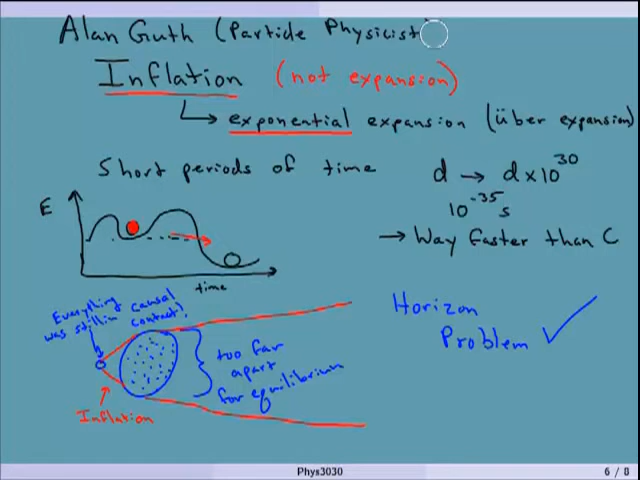 Alan Guth (Particle Physicist)
Inflation (not expansion)
exponential expansion (über expansion)
Short periods of time
d → d x 10^30
10^-35 s
→ Way faster than C
E
time
Everything was still in causal contact!
Inflation
too far apart for equilibrium
Horizon
Problem ✓
Phys3030
6 / 8